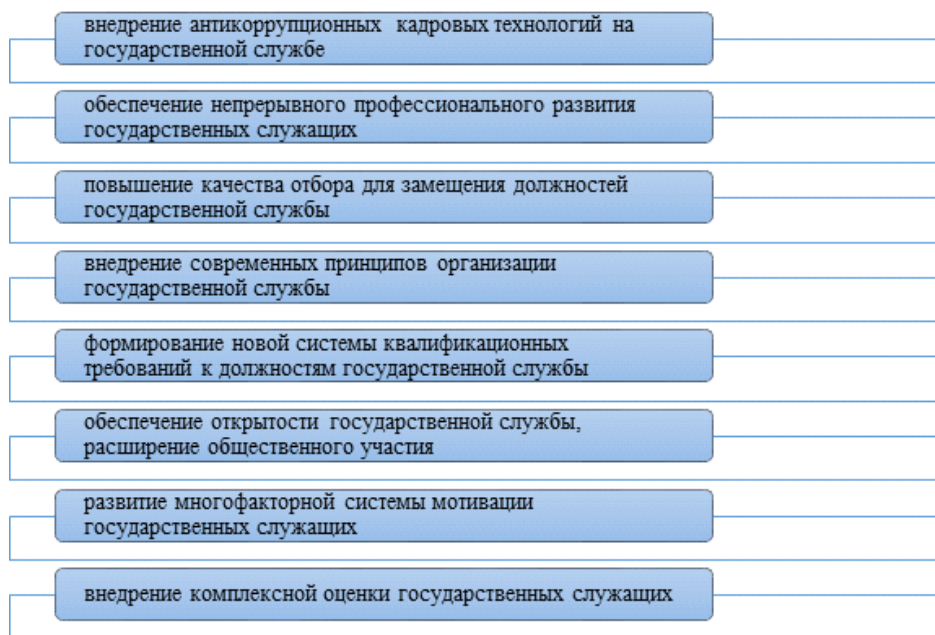 внедрение антикоррупционных кадровых технологий на
государственной службе
обеспечение непрерывного профессионального развития
государственных служащих
повышение качества отбора для замещения должностей
государственной службы
внедрение современных принципов организации
государственной службы
формирование новой системы квалификационных
требований к должностям государственной службы
обеспечение открытости государственной службы,
расширение общественного участия
развитие многофакторной системы мотивации
государственных служащих
внедрение комплексной оценки государственных служащих